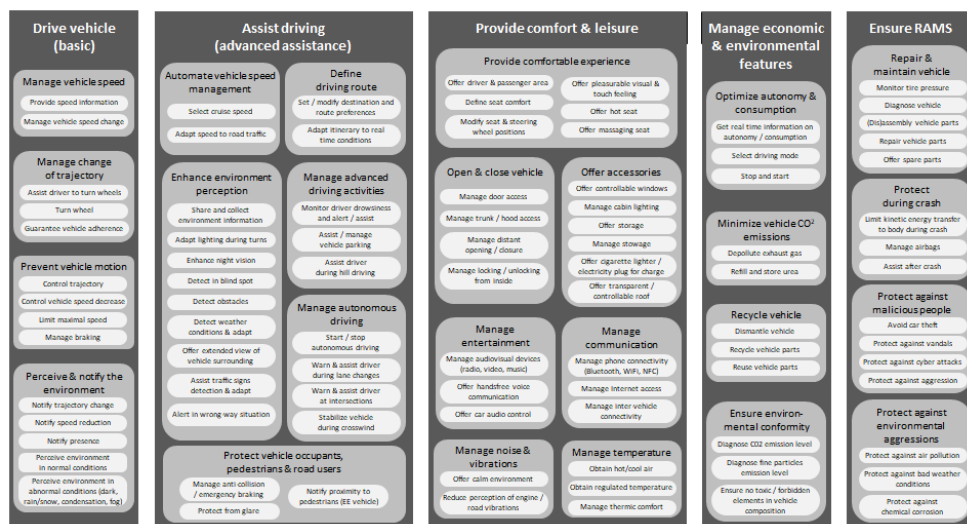 Drive vehicle
(basic)
Manage vehicle speed
Provide speed information
Manage vehicle speed change
Manage change
of trajectory
Assist driver to turn wheels
Turn wheel
Guarantee vehicle adherence
Prevent vehicle motion
Control trajectory
Control vehicle speed decrease
Limit maximal speed
Manage braking
Perceive & notify the
environment
Notify trajectory change
Notify speed reduction
Notify presence
Perceive environment
in normal conditions
Perceive environment in
abnormal conditions (dark,
rain/snow, condensation, fog)
Assist driving
(advanced assistance)
Automate vehicle speed
management
Select cruise speed
Adapt speed to road traffic
Define
driving route
Set / modify destination and
route preferences
Adapt itinerary to real
time conditions
Enhance environment
perception
Share and collect
environment information
Adapt lighting during turns
Enhance night vision
Detect in blind spot
Detect obstacles
Detect weather
conditions & adapt
Offer extended view of
vehicle surrounding
Assist traffic signs
detection & adapt
Alert in wrong way situation
Manage advanced
driving activities
Monitor driver drowsiness
and alert / assist
Assist / manage
vehicle parking
Assist driver
during hill driving
Manage autonomous
driving
Start / stop
autonomous driving
Warn & assist driver
during lane changes
Warn & assist driver
at intersections
Stabilize vehicle
during crosswind
Protect vehicle occupants,
pedestrians & road users
Manage anti collision
/ emergency braking
Protect from glare
Notify proximity to
pedestrians (EE vehicle)
Provide comfort & leisure
Provide comfortable experience
Offer driver & passenger area
Define seat comfort
Modify seat & steering
wheel positions
Offer pleasurable visual &
touch feeling
Offer hot seat
Offer massaging seat
Open & close vehicle
Manage door access
Manage trunk / hood access
Manage distant
opening / closure
Manage locking / unlocking
from inside
Offer accessories
Offer controllable windows
Manage cabin lighting
Offer storage
Manage stowage
Offer cigarette lighter /
electricity plug for charge
Offer transparent /
controllable roof
Manage
entertainment
Manage audiovisual devices
(radio, video, music)
Offer handsfree voice
communication
Offer car audio control
Manage
communication
Manage phone connectivity
(Bluetooth, WIFI, NFC)
Manage Internet access
Manage inter vehicle
connectivity
Manage noise &
vibrations
Offer calm environment
Reduce perception of engine /
road vibrations
Manage temperature
Obtain hot/cool air
Obtain regulated temperature
Manage thermic comfort
Manage economic
& environmental
features
Optimize autonomy &
consumption
Get real time information on
autonomy / consumption
Select driving mode
Stop and start
Minimize vehicle CO²
emissions
Depollute exhaust gas
Refill and store urea
Recycle vehicle
Dismantle vehicle
Recycle vehicle parts
Reuse vehicle parts
Ensure environ-
mental conformity
Diagnose CO2 emission level
Diagnose fine particles
emission level
Ensure no toxic / forbidden
elements in vehicle
composition
Ensure RAMS
Repair &
maintain vehicle
Monitor tire pressure
Diagnose vehicle
(Dis)assembly vehicle parts
Repair vehicle parts
Offer spare parts
Protect
during crash
Limit kinetic energy transfer
to body during crash
Manage airbags
Assist after crash
Protect against
malicious people
Avoid car theft
Protect against vandals
Protect against cyber attacks
Protect against aggression
Protect against
environmental
aggressions
Protect against air pollution
Protect against bad weather
conditions
Protect against
chemical corrosion